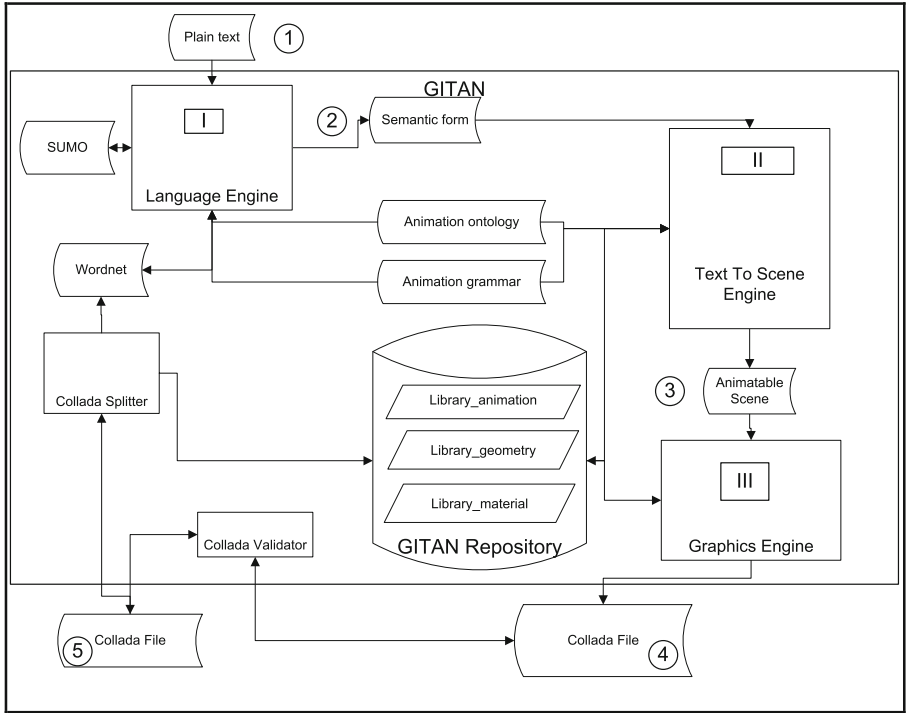 Plain text
1
GITAN
I
2
Semantic form
SUMO
II
Language Engine
Animation ontology
Wordnet
Animation grammar
Text To Scene
Engine
Collada Splitter
3
Animatable
Scene
Library_animation
Library_geometry
III
Library_material
Collada Validator
GITAN Repository
Graphics Engine
5
Collada File
Collada File
4